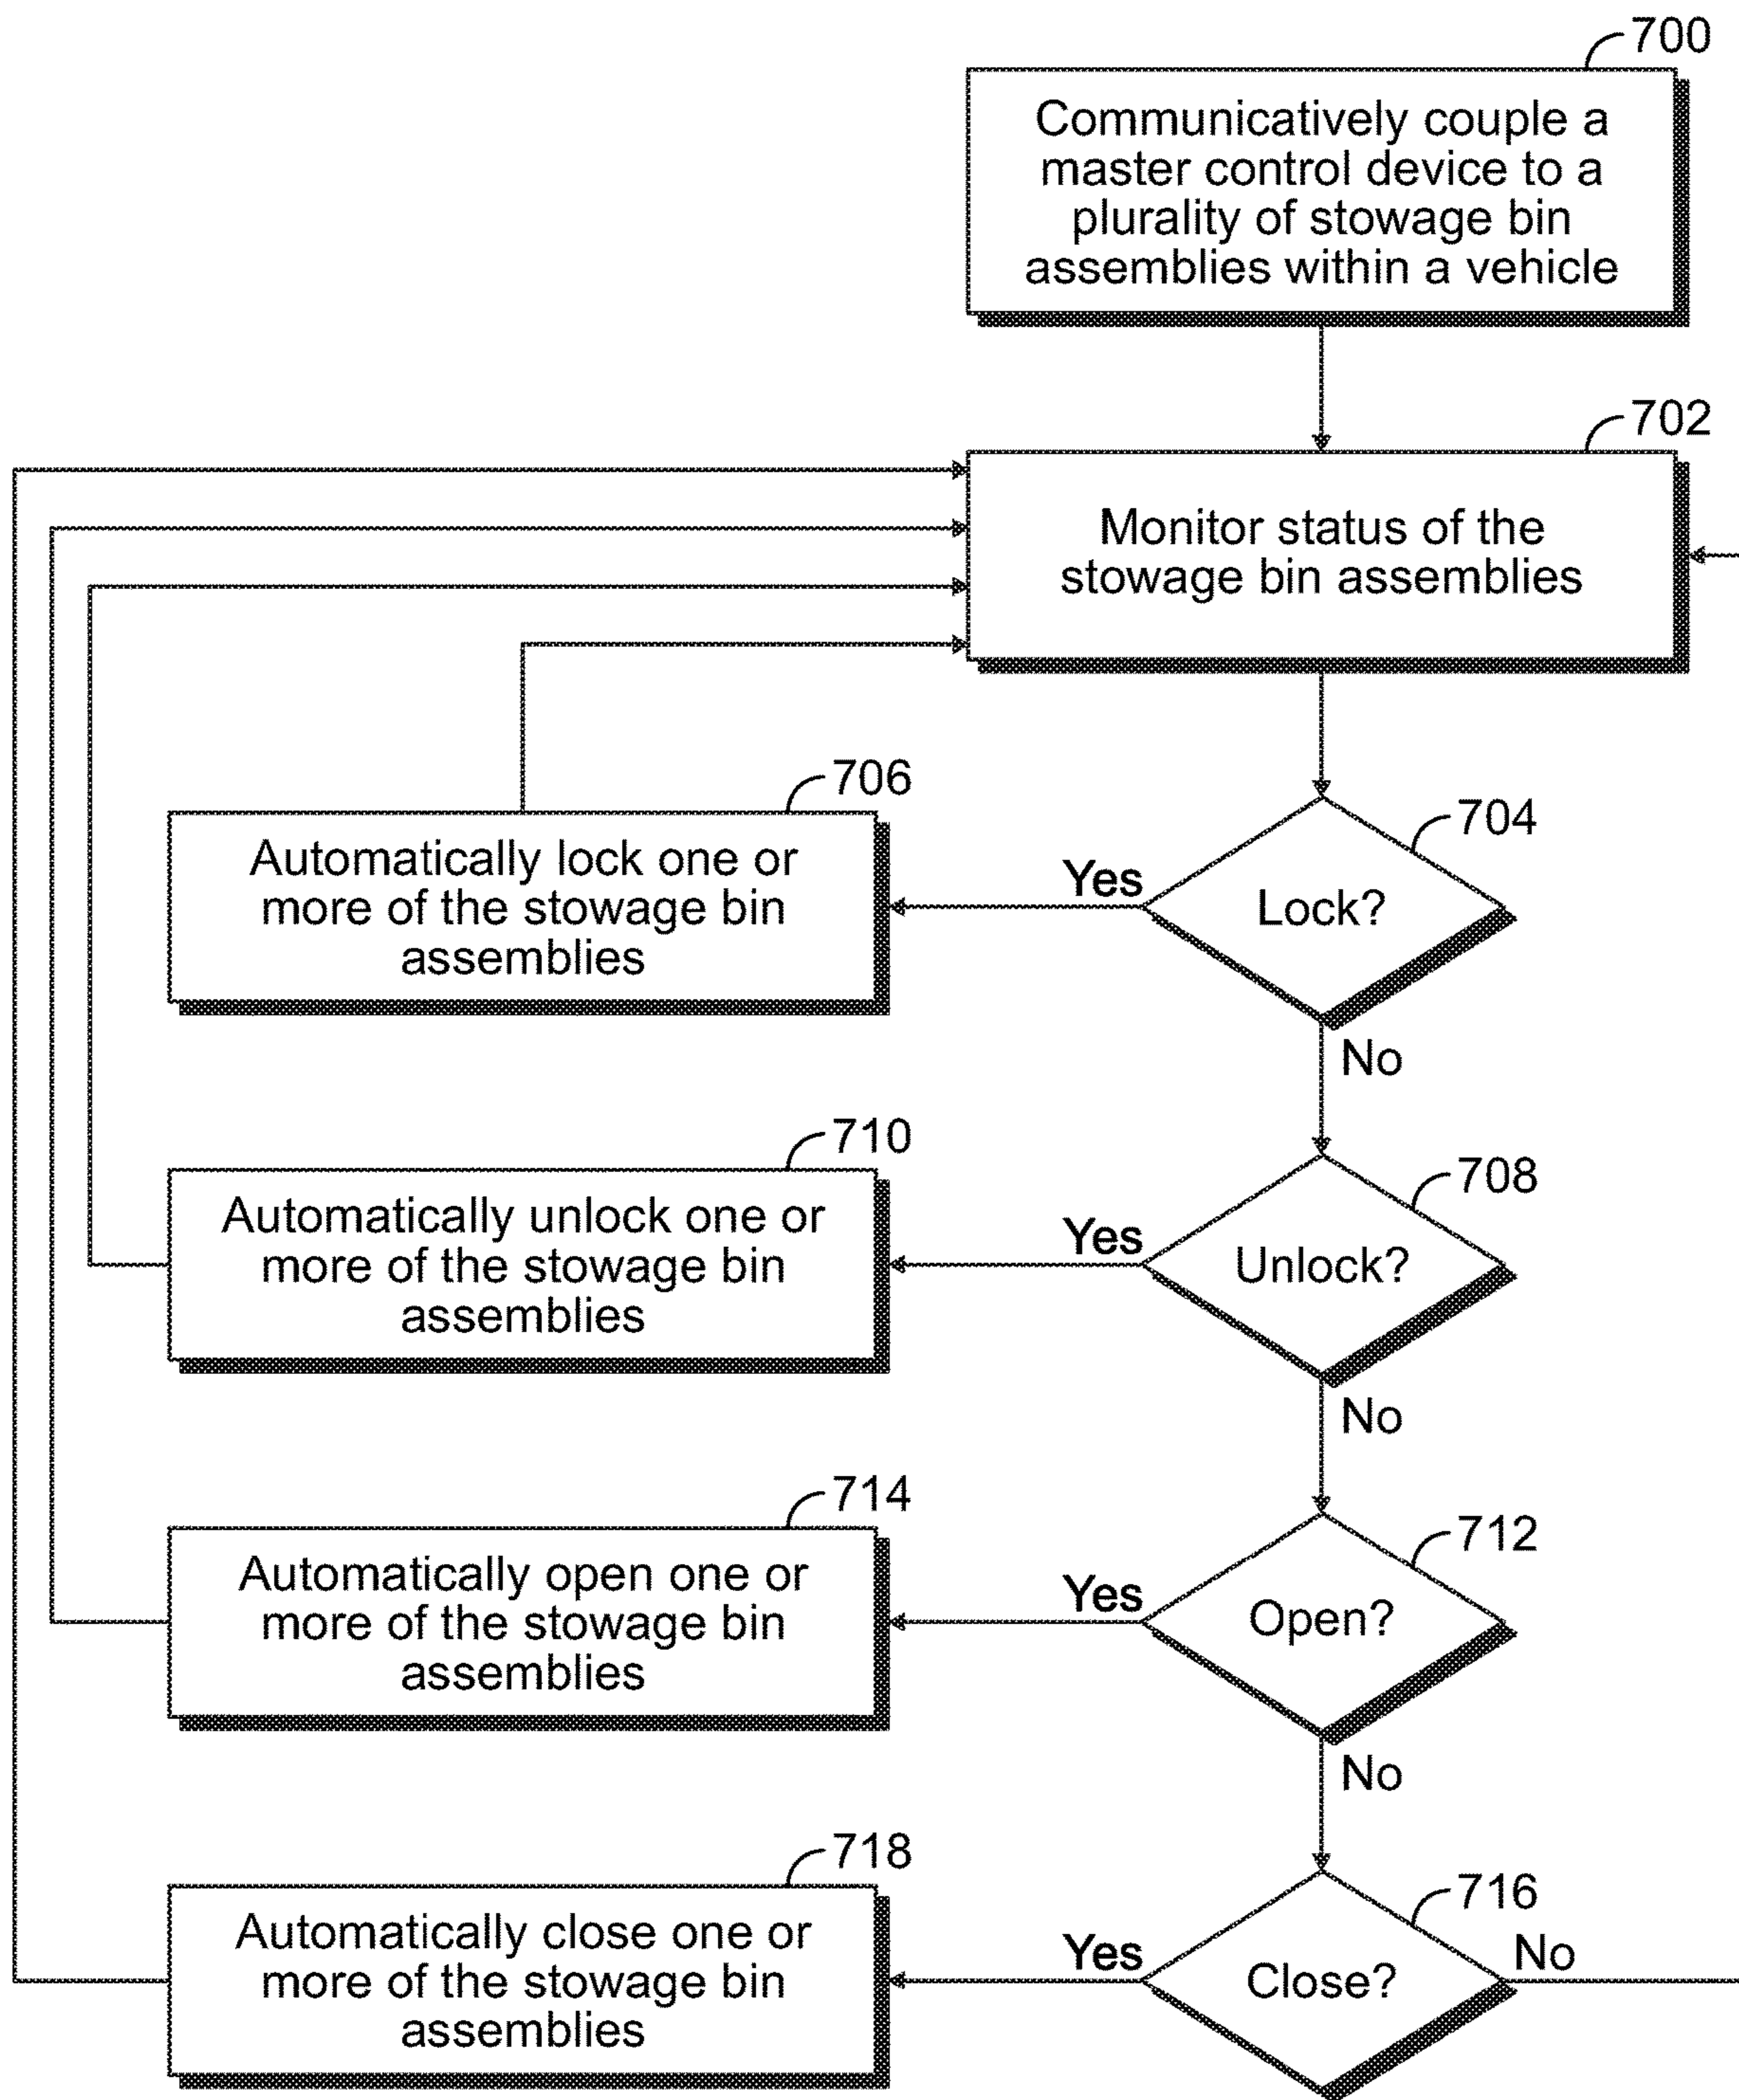 700
Communicatively couple a
master control device to a
plurality of stowage bin
assemblies within a vehicle
702
Monitor status of the
stowage bin assemblies
704
Lock?
Yes
No
706
Automatically lock one or
more of the stowage bin
assemblies
708
Unlock?
Yes
No
710
Automatically unlock one or
more of the stowage bin
assemblies
712
Open?
Yes
No
714
Automatically open one or
more of the stowage bin
assemblies
716
Close?
Yes
No
718
Automatically close one or
more of the stowage bin
assemblies